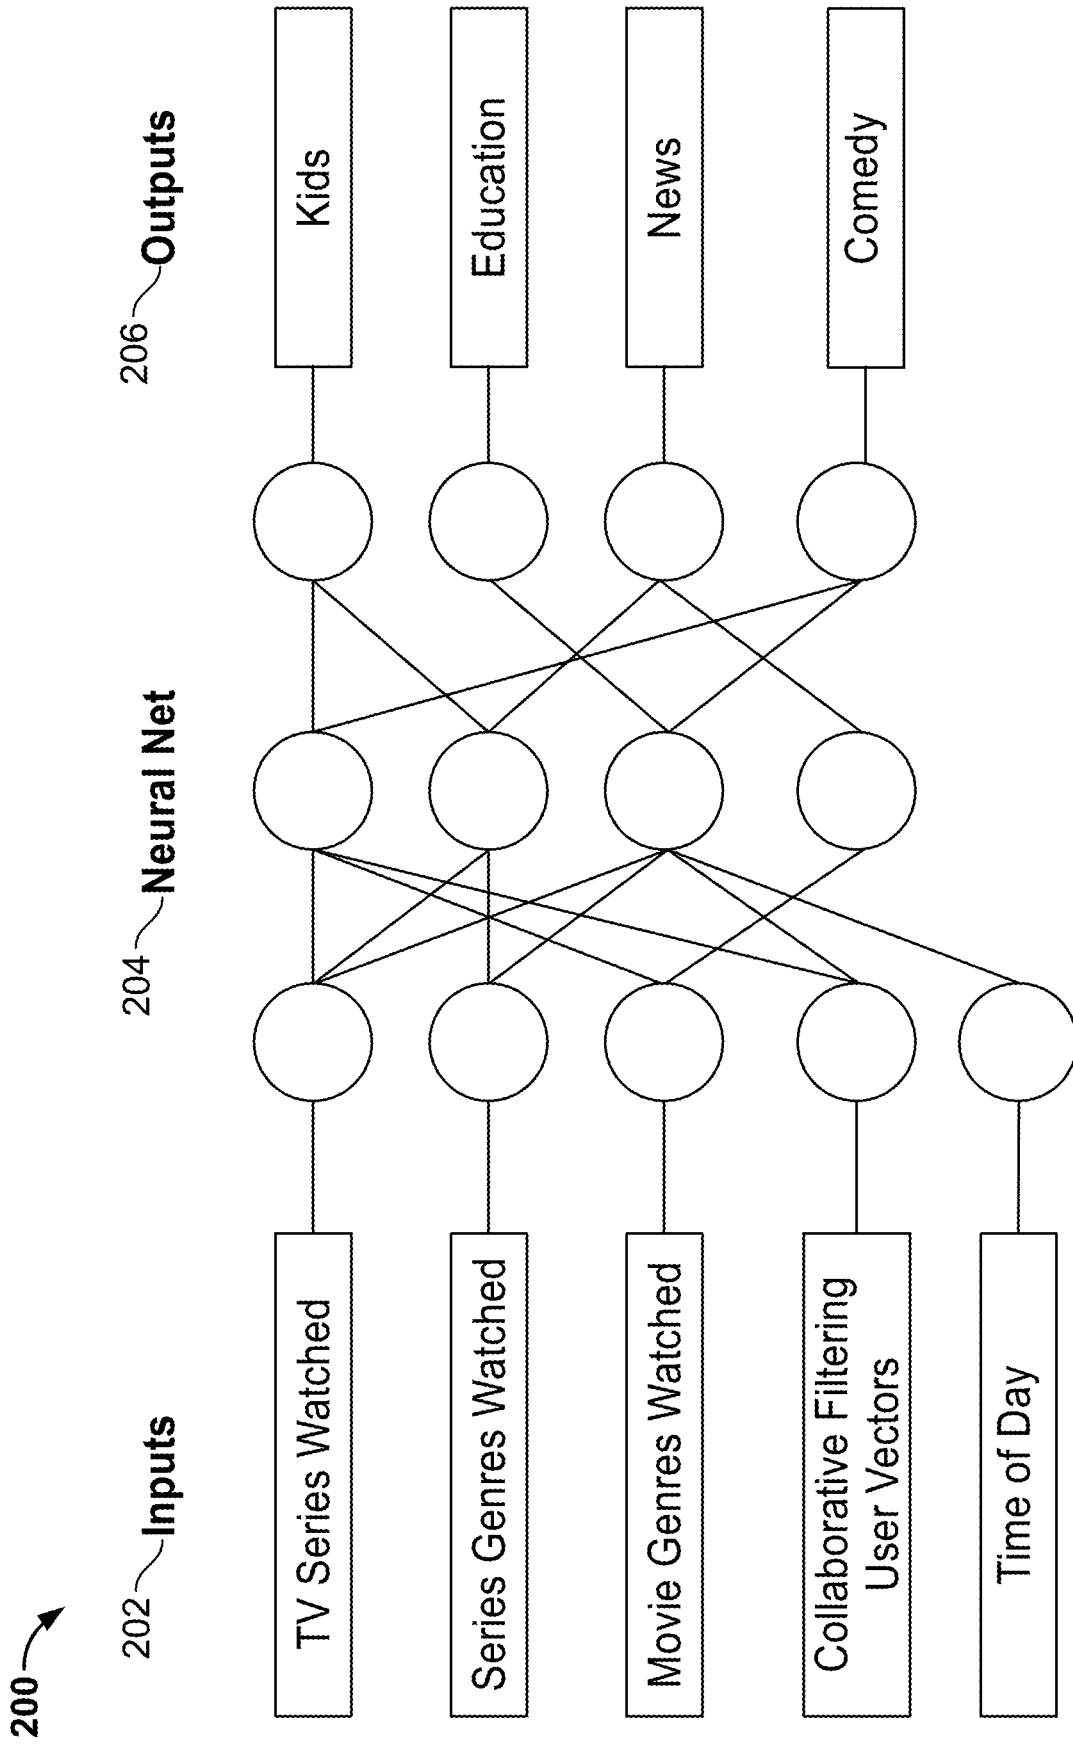 200
202 Inputs
204 Neural Net
206 Outputs
TV Series Watched
Series Genres Watched
Movie Genres Watched
Collaborative Filtering
User Vectors
Time of Day
Kids
Education
News
Comedy